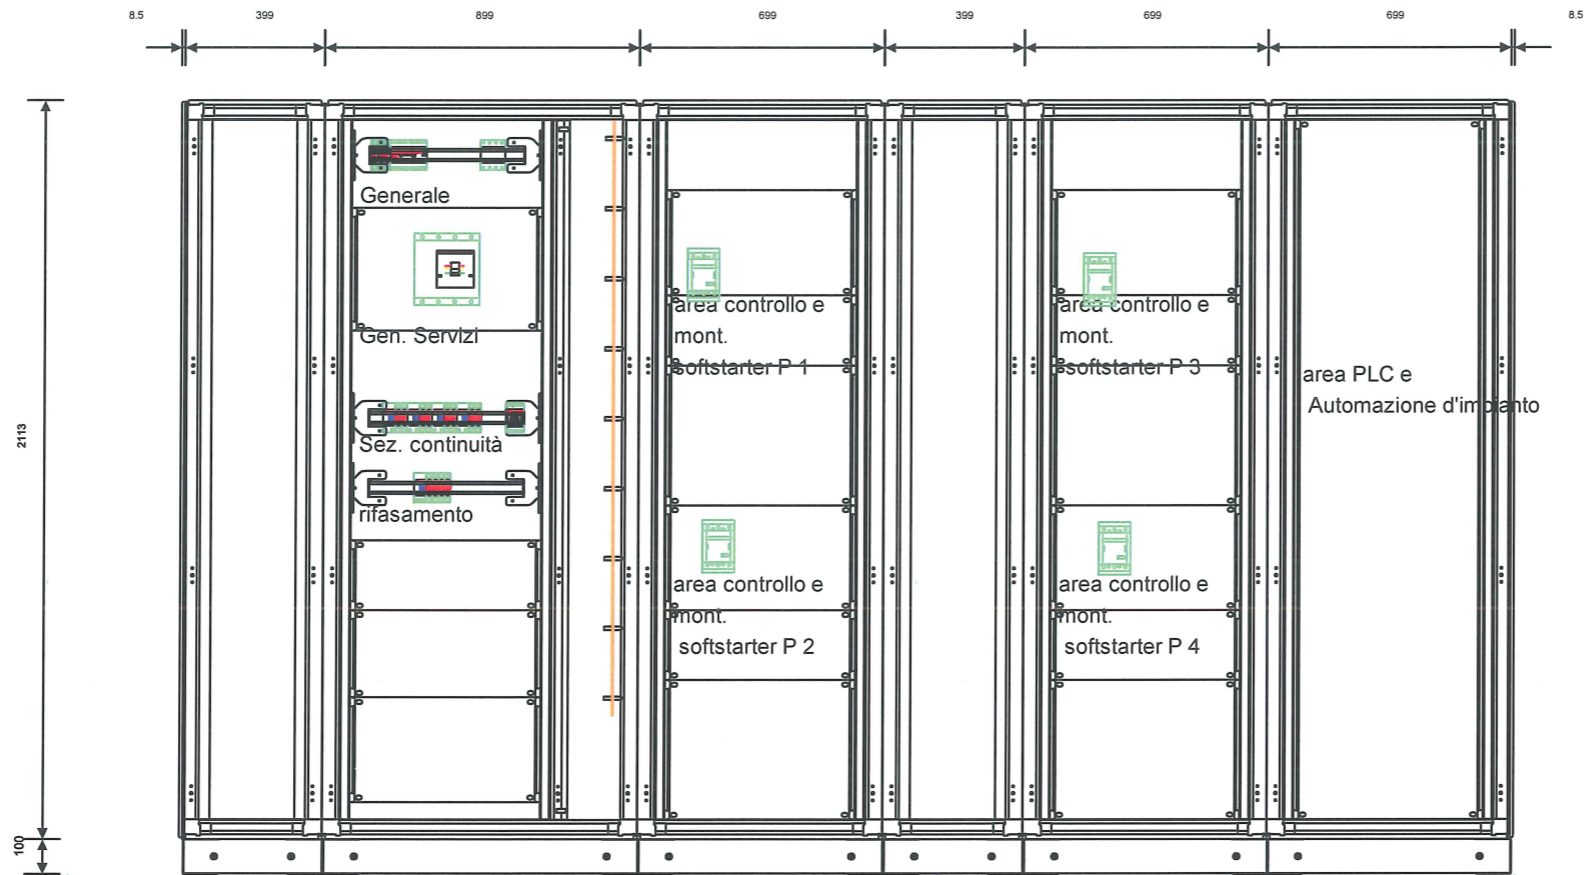 8.5 399 899 699 399 699 699 8.5
2113
100
Generale
Gen. Servizi
Sez. continuità
rifasamento
area controllo e
mont.
softstarter P 1
area controllo e
mont.
softstarter P 2
area controllo e
mont.
softstarter P 3
area controllo e
mont.
softstarter P 4
area PLC e
Automazione d'impianto